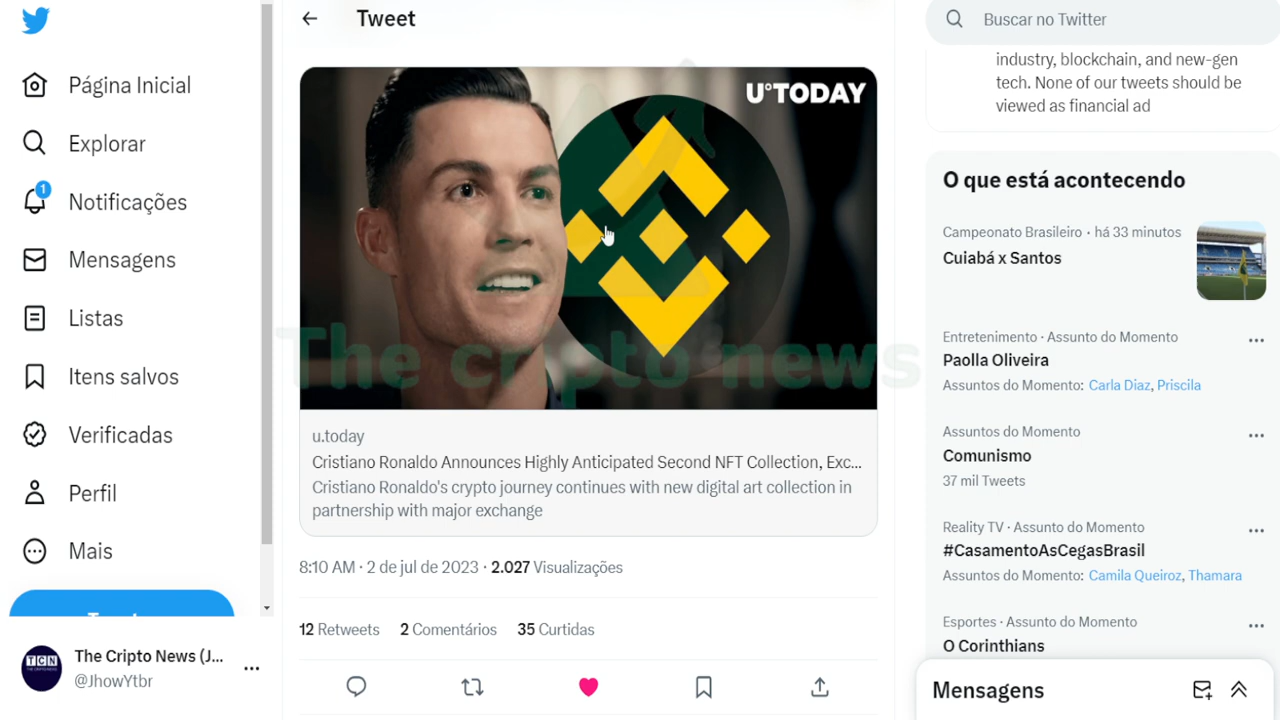 Tweet
Buscar no Twitter
Página Inicial
Explorar
1
Notificações
Mensagens
Listas
Itens salvos
Verificadas
Perfil
Mais
TCN
The Cripto News (J...
@JhowYtbr
U°TODAY
The cripto news
u.today
Cristiano Ronaldo Announces Highly Anticipated Second NFT Collection, Exc...
Cristiano Ronaldo's crypto journey continues with new digital art collection in
partnership with major exchange
8:10 AM · 2 de jul de 2023 · 2.027 Visualizações
12 Retweets 2 Comentários 35 Curtidas
industry, blockchain, and new-gen
tech. None of our tweets should be
viewed as financial ad
O que está acontecendo
Campeonato Brasileiro · há 33 minutos
Cuiabá x Santos
Entretenimento · Assunto do Momento
Paolla Oliveira
Assuntos do Momento: Carla Diaz, Priscila
Assuntos do Momento
Comunismo
37 mil Tweets
Reality TV · Assunto do Momento
#CasamentoAsCegasBrasil
Assuntos do Momento: Camila Queiroz, Thamara
Esportes · Assunto do Momento
O Corinthians
Mensagens